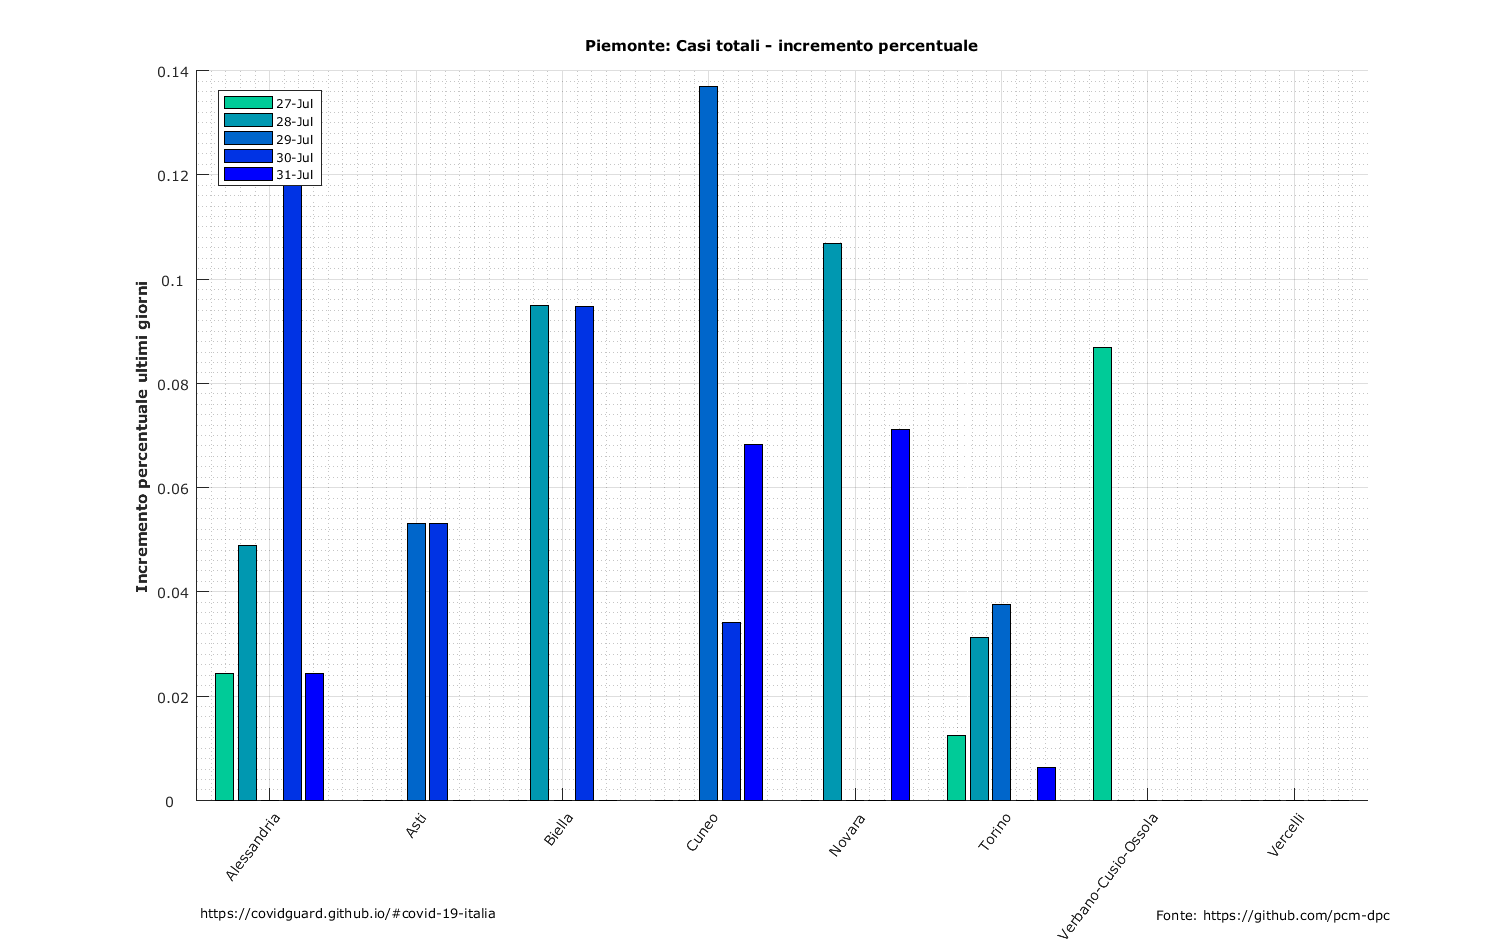 Piemonte: Casi totali - incremento percentuale
0.14
0.12
0.1
0.08
0.06
0.04
0.02
0
Incremento percentuale ultimi giorni
27-Jul
28-Jul
29-Jul
30-Jul
31-Jul
Alessandria
Asti
Biella
Cuneo
Novara
Torino
Verbano-Cusio-Ossola
Vercelli
https://covidguard.github.io/#covid-19-italia
Fonte: https://github.com/pcm-dpc